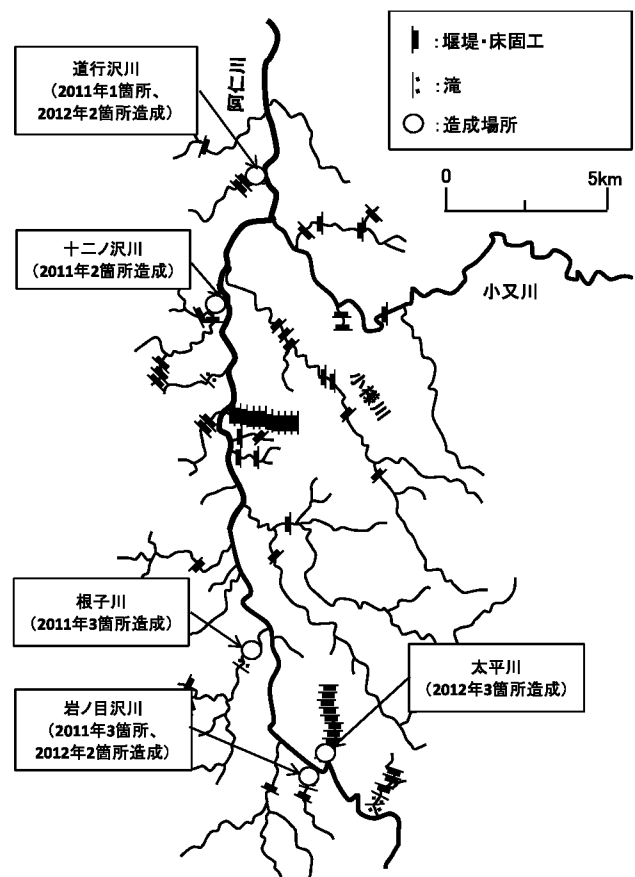 道行沢川
（2011年1箇所、
2012年2箇所造成）
阿仁川
：堰堤・床固工
：滝
：造成場所
0 5km
十二ノ沢川
（2011年2箇所造成）
小又川
小様川
根子川
（2011年3箇所造成）
太平川
（2012年3箇所造成）
岩ノ目沢川
（2011年3箇所、
2012年2箇所造成）